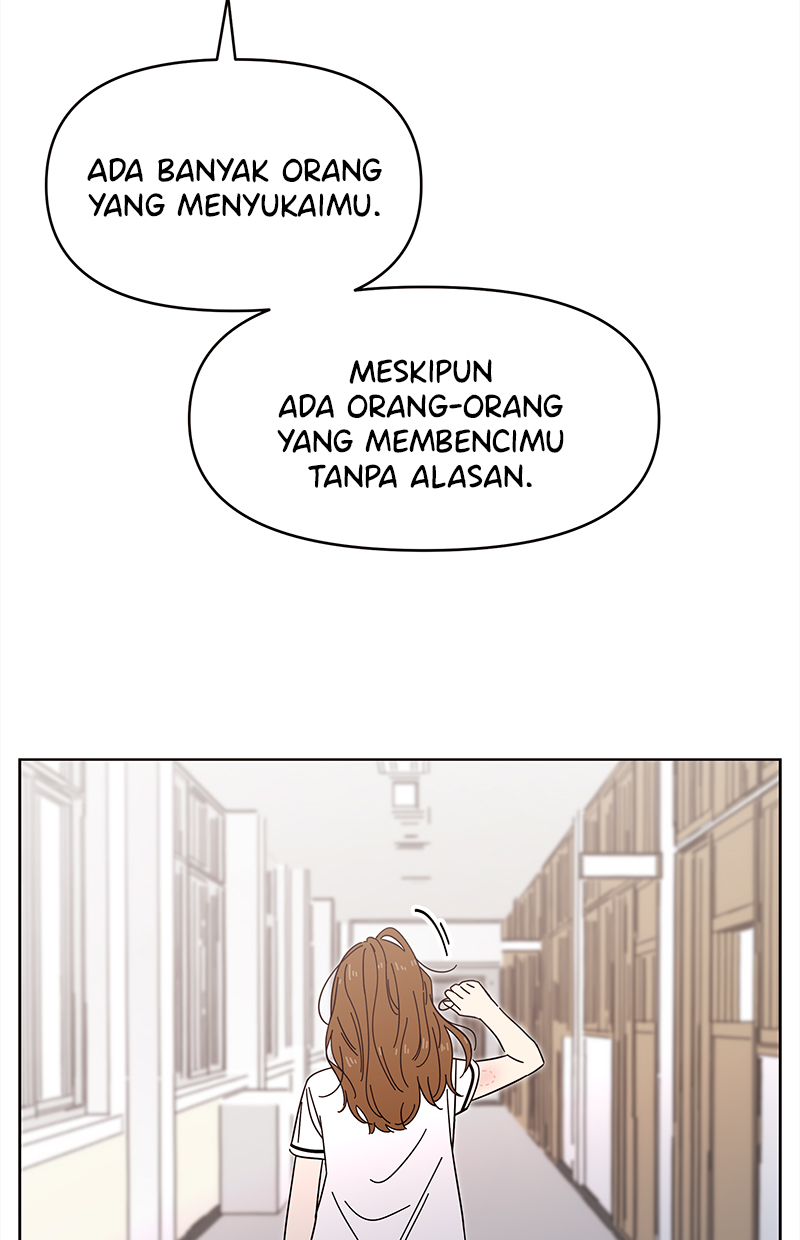 ADA BANYAK ORANG
YANG MENYUKAIMU.
MESKIPUN
ADA ORANG-ORANG
YANG MEMBENCIMU
TANPA ALASAN.